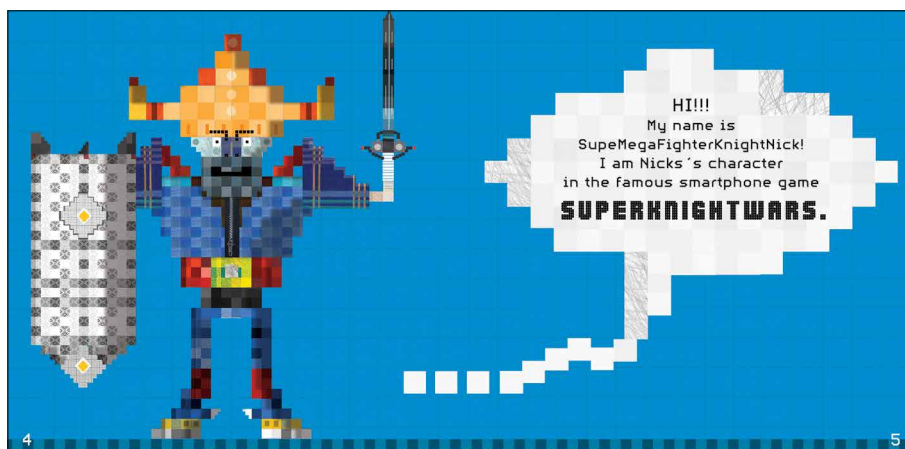 HI!!!
My name is
SupeMegaFighterKnightNick!
I am Nicks´s character
in the famous smartphone game
SUPERKNIGHTWARS.
4
5